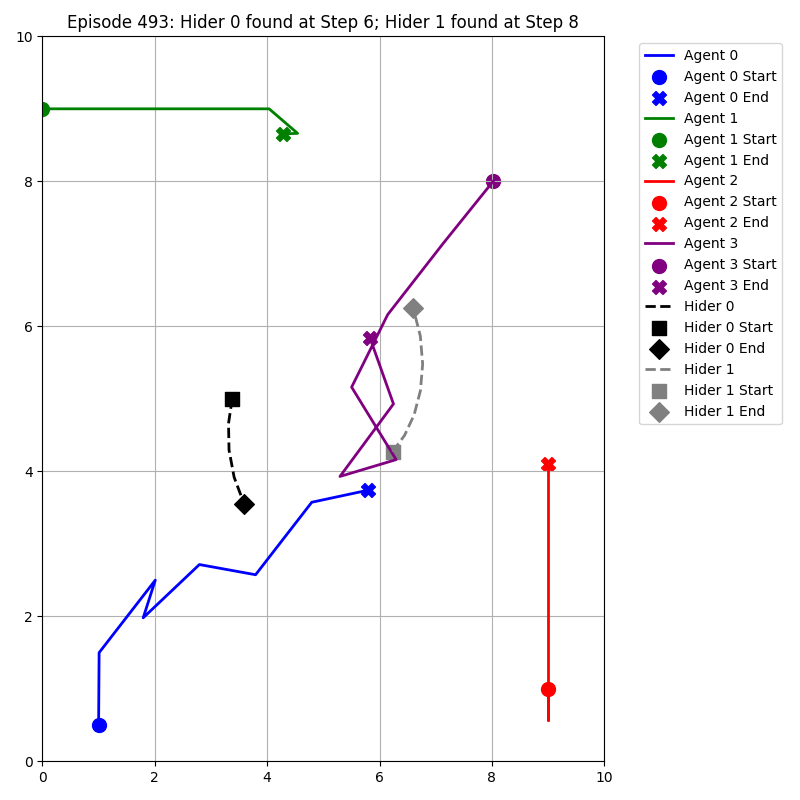 Episode 493: Hider 0 found at Step 6; Hider 1 found at Step 8
10
8
6
4
2
0
0 2 4 6 8 10
Agent 0
Agent 0 Start
Agent 0 End
Agent 1
Agent 1 Start
Agent 1 End
Agent 2
Agent 2 Start
Agent 2 End
Agent 3
Agent 3 Start
Agent 3 End
Hider 0
Hider 0 Start
Hider 0 End
Hider 1
Hider 1 Start
Hider 1 End